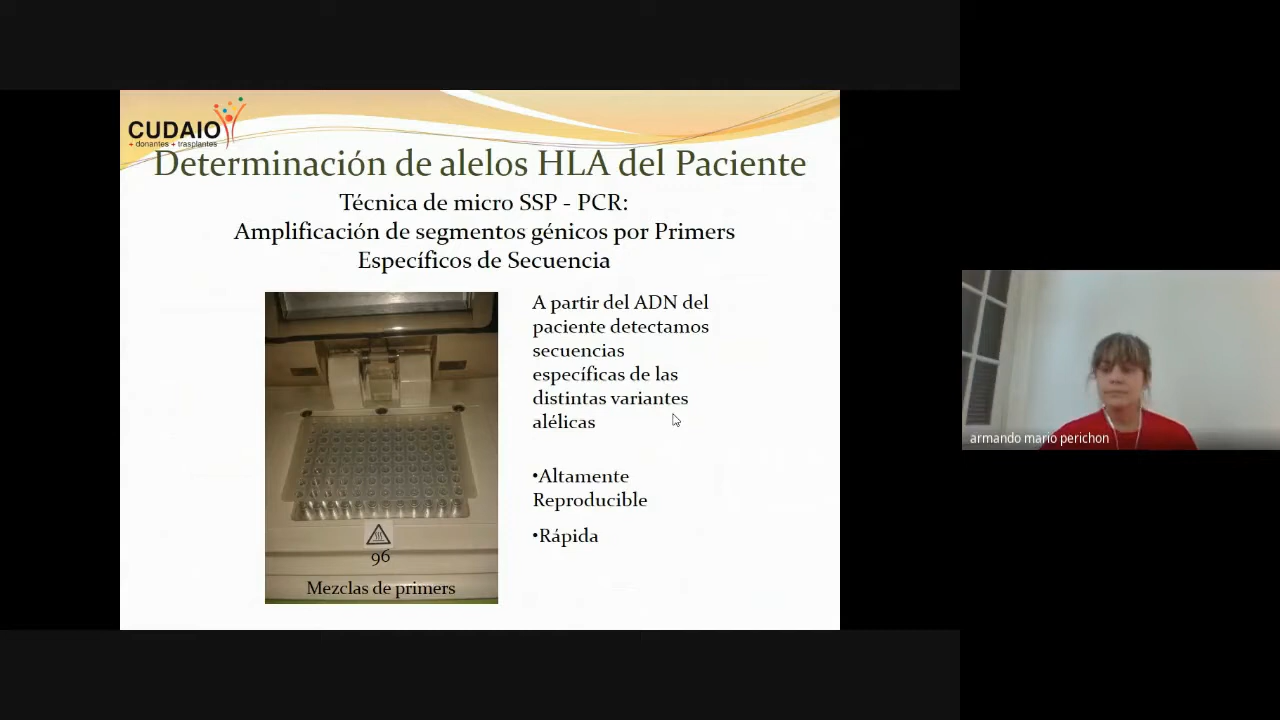 CUDAIO
+ donantes + trasplantes
Determinación de alelos HLA del Paciente
Técnica de micro SSP - PCR:
Amplificación de segmentos génicos por Primers
Específicos de Secuencia
A partir del ADN del
paciente detectamos
secuencias
específicas de las
distintas variantes
alélicas
•Altamente
Reproducible
•Rápida
96
Mezclas de primers
armando mario perichon